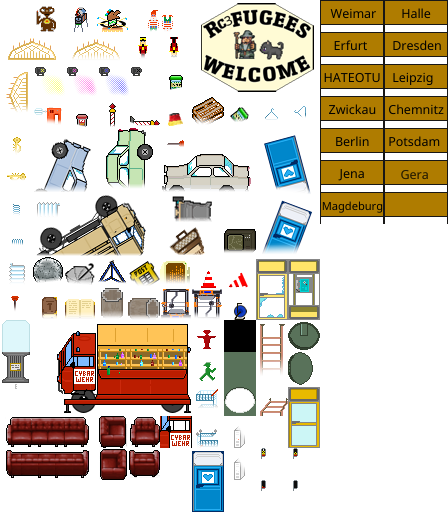 RC3FUGEES
WELCOME
Weimar
Halle
Erfurt
Dresden
HATEOTU
Leipzig
Zwickau
Chemnitz
Berlin
Potsdam
Jena
Gera
Magdeburg
CYBAR
WEHR
CYBAR
WEHR